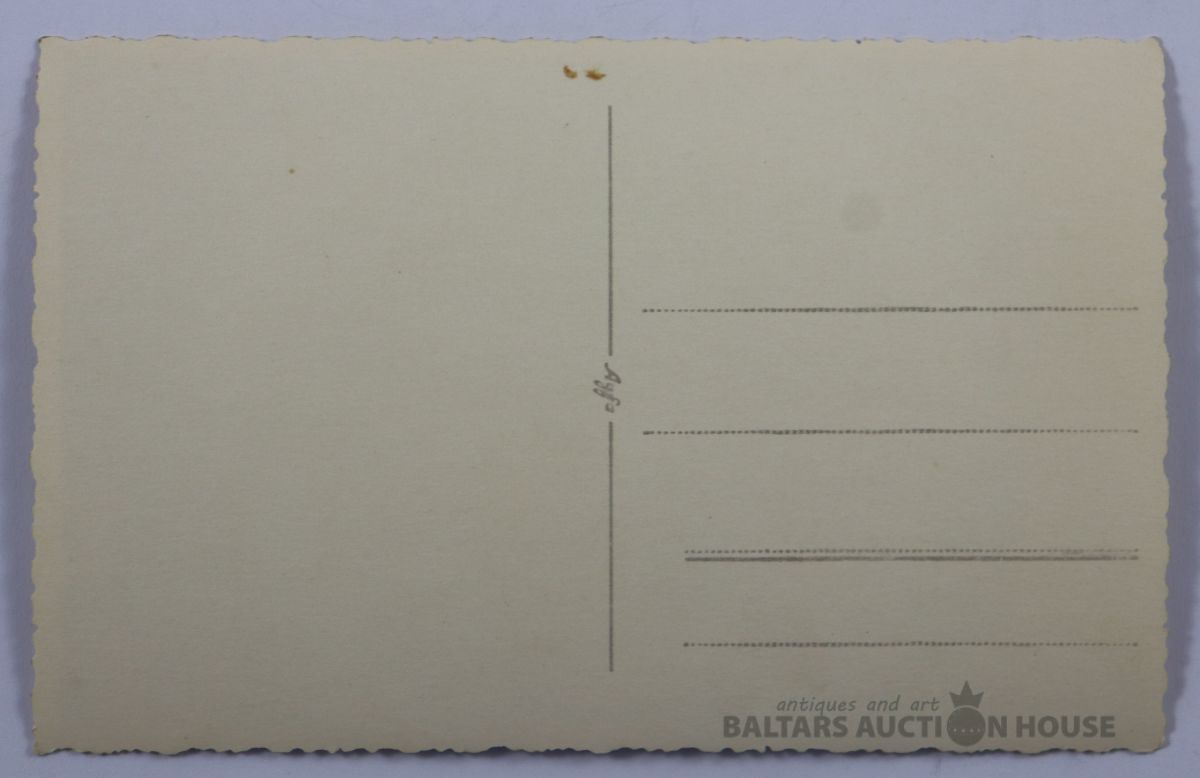 Agfa
antiques and art
BALTARS AUCTION HOUSE